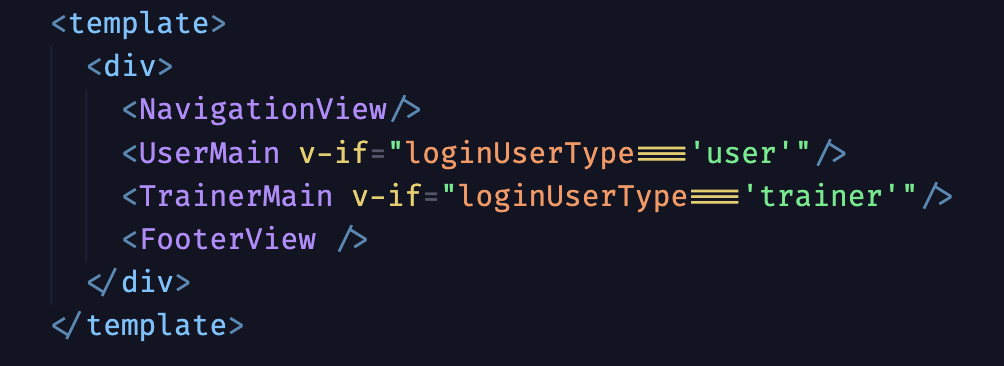 <template>
<div>
<NavigationView/>
<UserMain v-if="loginUserType==='user'"/>
<TrainerMain v-if="loginUserType==='trainer'"/>
<FooterView />
</div>
</template>